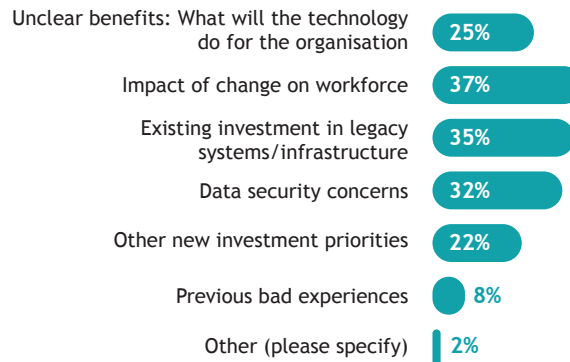 Unclear benefits: What will the technology
do for the organisation
25%
Impact of change on workforce
37%
Existing investment in legacy
systems/infrastructure
35%
Data security concerns
32%
Other new investment priorities
22%
Previous bad experiences
8%
Other (please specify)
2%